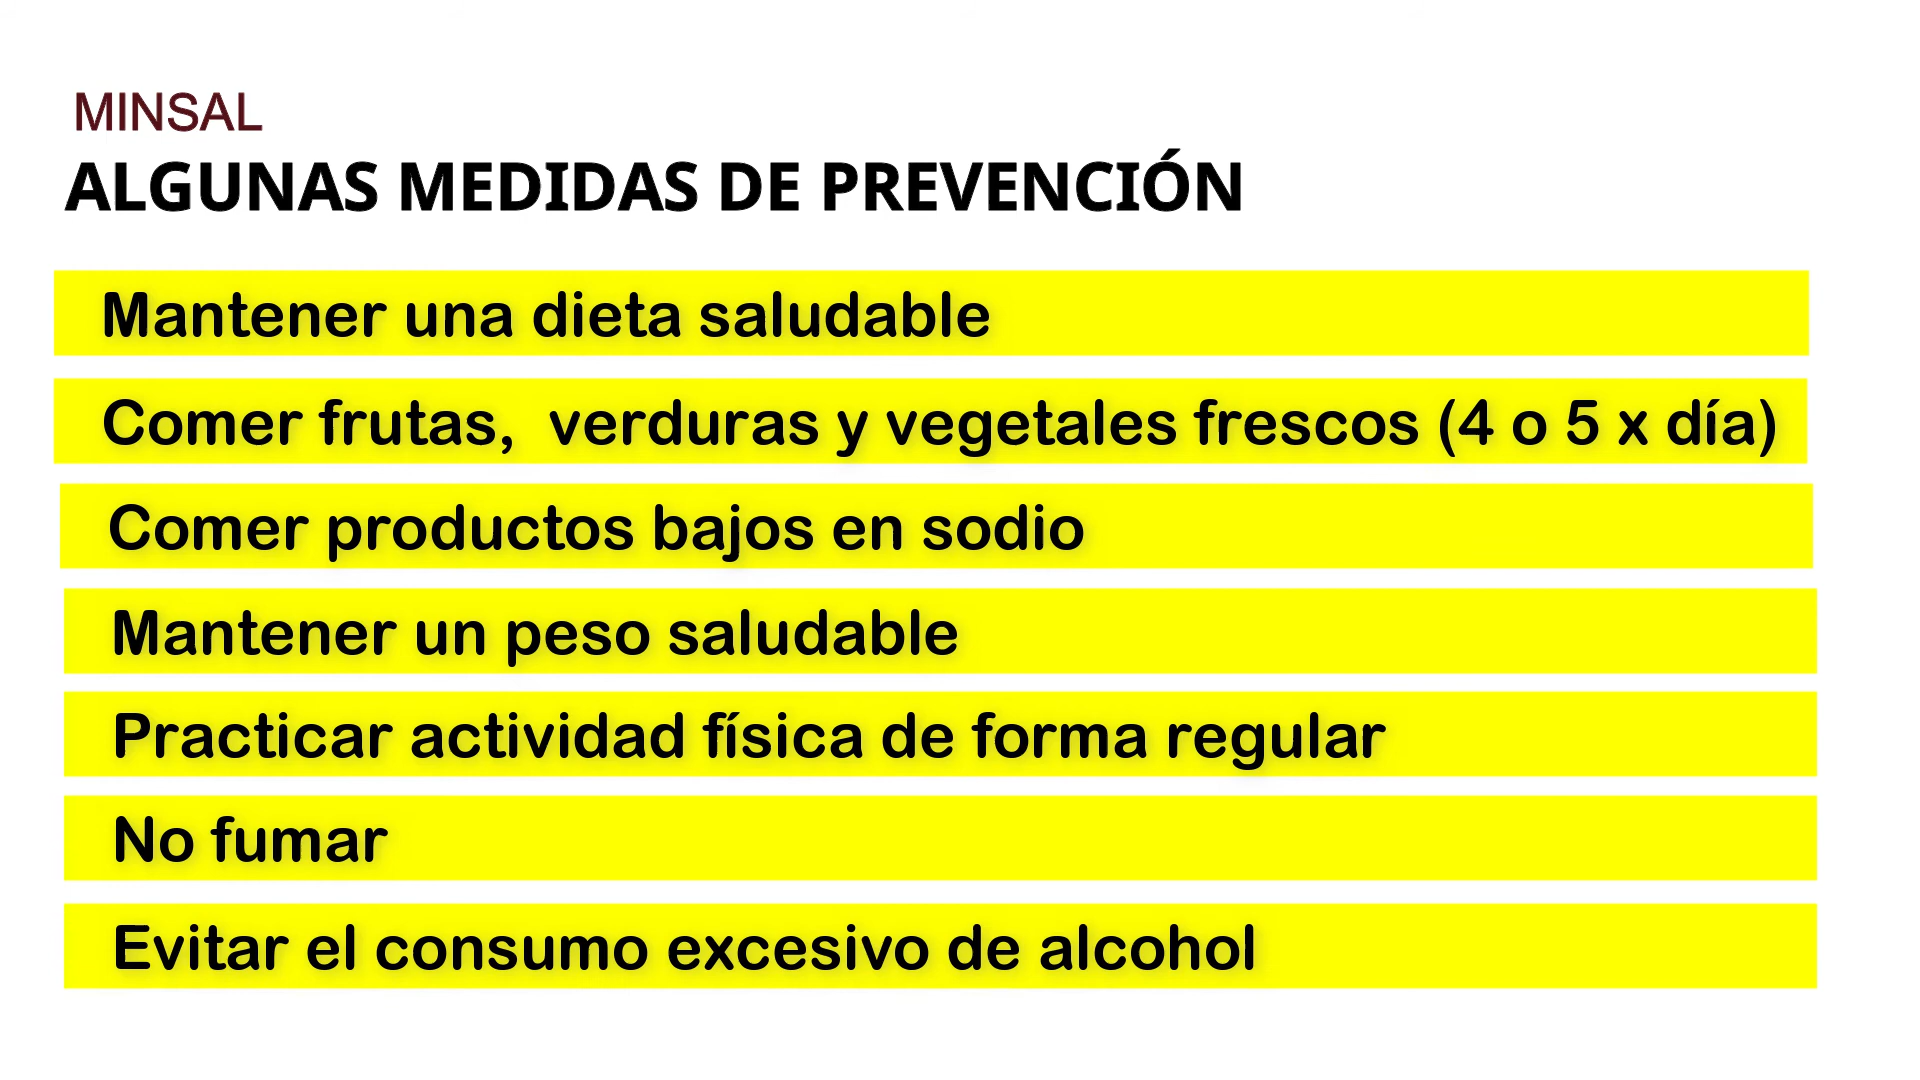 MINSAL
ALGUNAS MEDIDAS DE PREVENCIÓN
Mantener una dieta saludable
Comer frutas,  verduras y vegetales frescos (4 o 5 x día)
Comer productos bajos en sodio
Mantener un peso saludable
Practicar actividad física de forma regular
No fumar
Evitar el consumo excesivo de alcohol